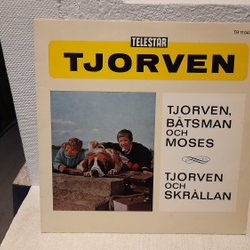 TELESTAR
TJORVEN
TJORVEN,
BÅTSMAN
OCH
MOSES
TJORVEN
OCH
SKRÅLLAN